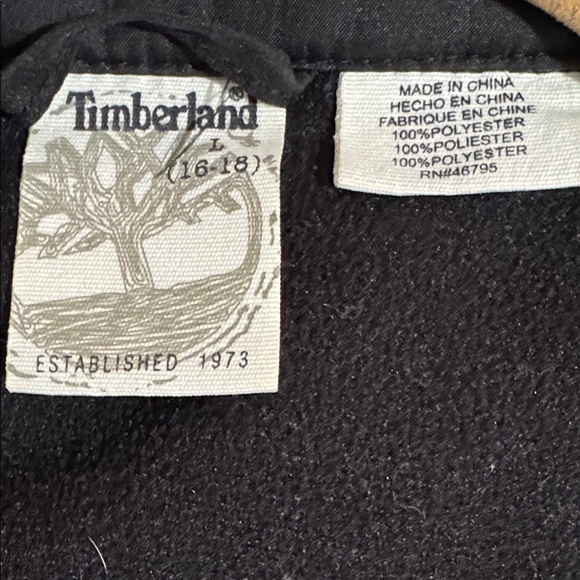 Timberland®
L
(16-18)
ESTABLISHED 1973
MADE IN CHINA
HECHO EN CHINA
FABRIQUE EN CHINE
100%POLYESTER
100%POLIESTER
100%POLYESTER
RN#46795